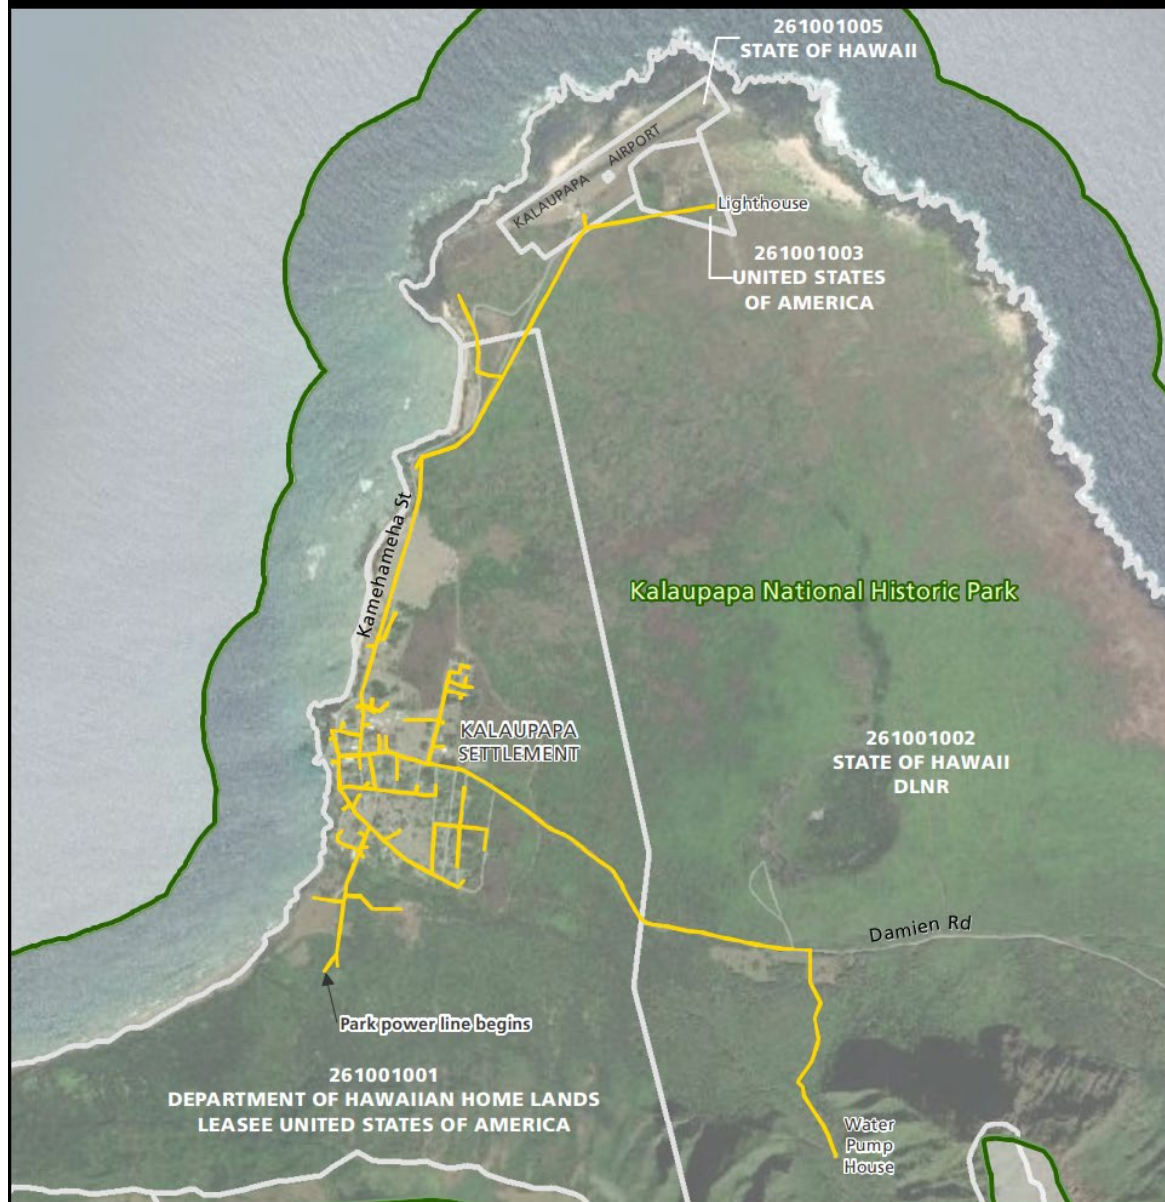 261001005
STATE OF HAWAII
KALAUPAPA AIRPORT
Lighthouse
261001003
UNITED STATES
OF AMERICA
Kamehameha St
Kalaupapa National Historic Park
KALAUPAPA
SETTLEMENT
261001002
STATE OF HAWAII
DLNR
Damien Rd
Park power line begins
261001001
DEPARTMENT OF HAWAIIAN HOME LANDS
LEASEE UNITED STATES OF AMERICA
Water
Pump
House